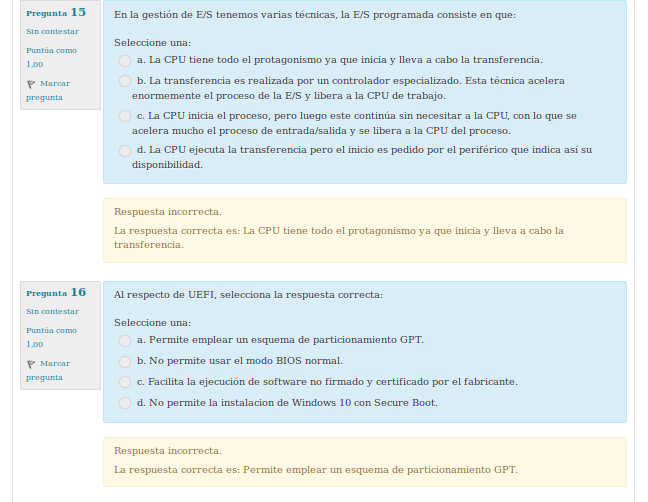 Pregunta 15
Sin contestar
Puntúa como
1,00
Marcar
pregunta
En la gestión de E/S tenemos varias técnicas, la E/S programada consiste en que:
Seleccione una:
a. La CPU tiene todo el protagonismo ya que inicia y lleva a cabo la transferencia.
b. La transferencia es realizada por un controlador especializado. Esta técnica acelera
enormemente el proceso de la E/S y libera a la CPU de trabajo.
c. La CPU inicia el proceso, pero luego este continúa sin necesitar a la CPU, con lo que se
acelera mucho el proceso de entrada/salida y se libera a la CPU del proceso.
d. La CPU ejecuta la transferencia pero el inicio es pedido por el periférico que indica así su
disponibilidad.
Respuesta incorrecta.
La respuesta correcta es: La CPU tiene todo el protagonismo ya que inicia y lleva a cabo la
transferencia.
Pregunta 16
Sin contestar
Puntúa como
1,00
Marcar
pregunta
Al respecto de UEFI, selecciona la respuesta correcta:
Seleccione una:
a. Permite emplear un esquema de particionamiento GPT.
b. No permite usar el modo BIOS normal.
c. Facilita la ejecución de software no firmado y certificado por el fabricante.
d. No permite la instalacion de Windows 10 con Secure Boot.
Respuesta incorrecta.
La respuesta correcta es: Permite emplear un esquema de particionamiento GPT.